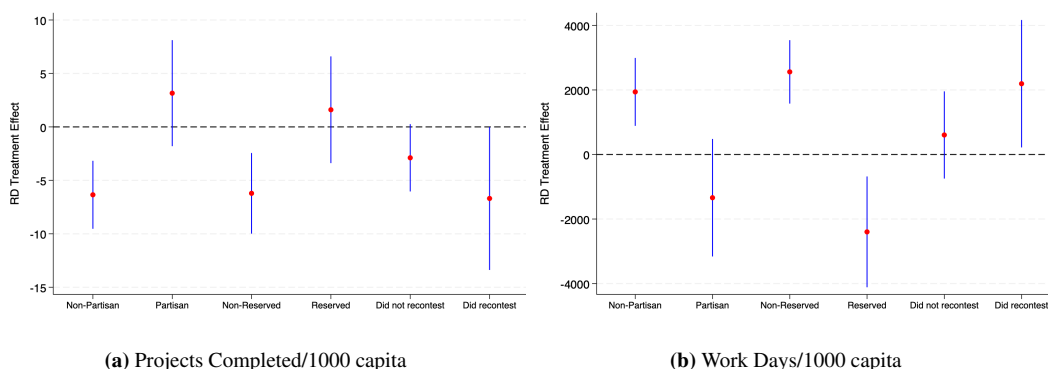 10
5
0
-5
-10
-15
RD Treatment Effect
Non-Partisan Partisan Non-Reserved Reserved Did not recontest Did recontest
(a) Projects Completed/1000 capita
4000
2000
0
-2000
-4000
RD Treatment Effect
Non-Partisan Partisan Non-Reserved Reserved Did not recontest Did recontest
(b) Work Days/1000 capita